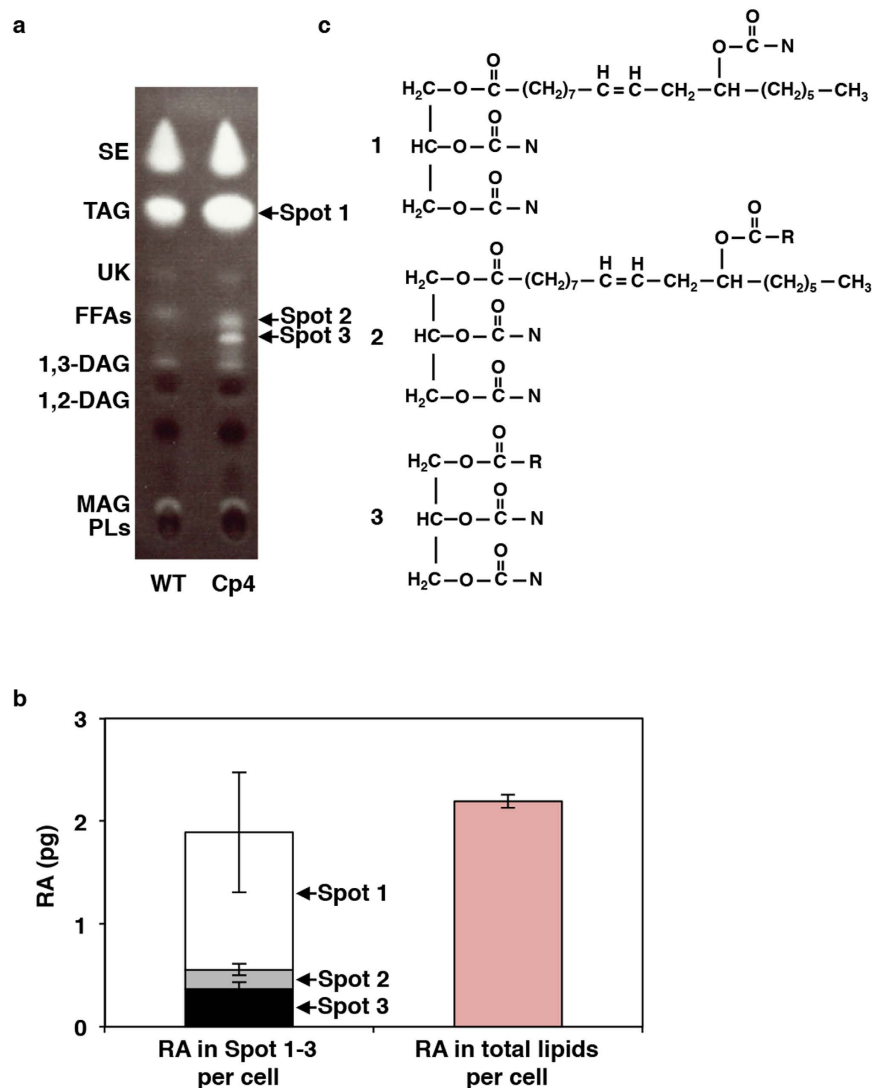 a
SE
TAG
UK
FFAs
1,3-DAG
1,2-DAG
MAG
PLs
Spot 1
Spot 2
Spot 3
WT Cp4
c
O
O—C—N
O H H
H₂C—O—C—(CH₂)₇—C=C—CH₂—CH—(CH₂)₅—CH₃
O
1 HC—O—C—N
O
H₂C—O—C—N
O
O—C—R
O H H
H₂C—O—C—(CH₂)₇—C=C—CH₂—CH—(CH₂)₅—CH₃
O
2 HC—O—C—N
O
H₂C—O—C—N
O
H₂C—O—C—R
O
3 HC—O—C—N
O
H₂C—O—C—N
b
RA (pg)
3
2
1
0
Spot 1
Spot 2
Spot 3
RA in Spot 1-3
per cell
RA in total lipids
per cell